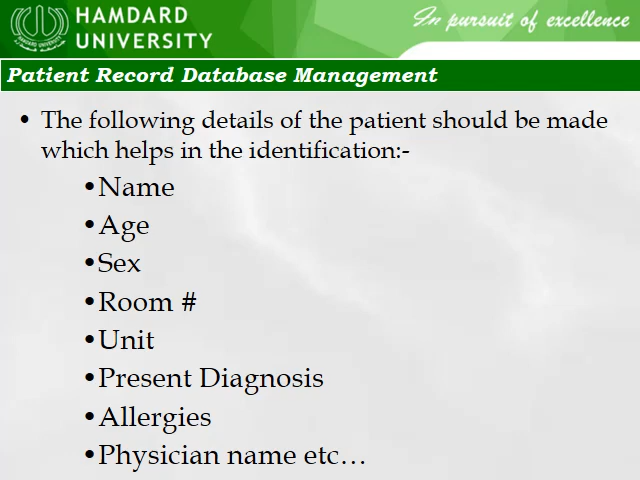 HAMDARD
UNIVERSITY
In pursuit of excellence
Patient Record Database Management
• The following details of the patient should be made
which helps in the identification:-
•Name
•Age
•Sex
•Room #
•Unit
•Present Diagnosis
•Allergies
•Physician name etc…